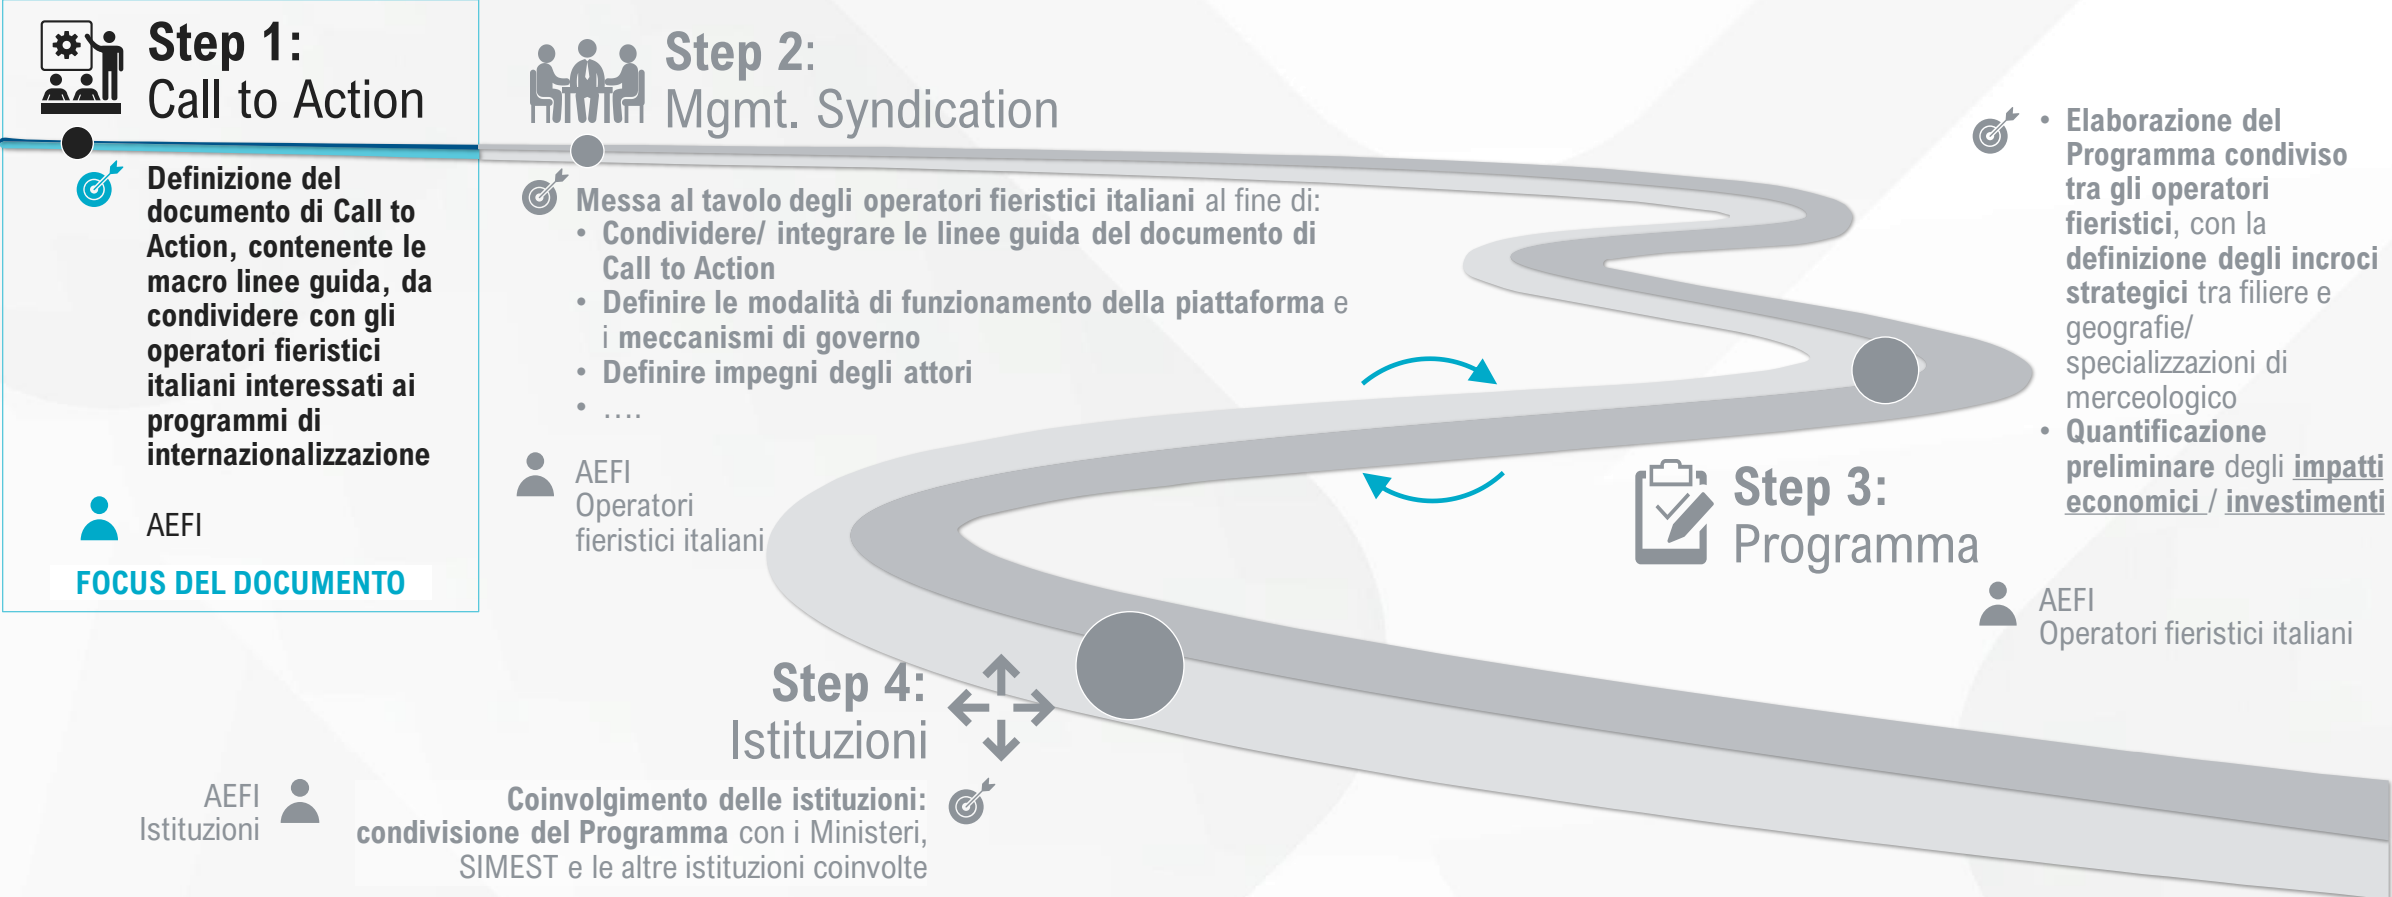 Step 1:
Call to Action
Definizione del
documento di Call to
Action, contenente le
macro linee guida, da
condividere con gli
operatori fieristici
italiani interessati ai
programmi di
internazionalizzazione
AEFI
FOCUS DEL DOCUMENTO
Step 2:
Mgmt. Syndication
Messa al tavolo degli operatori fieristici italiani al fine di:
• Condividere/ integrare le linee guida del documento di
Call to Action
• Definire le modalità di funzionamento della piattaforma e
i meccanismi di governo
• Definire impegni degli attori
• ….
AEFI
Operatori
fieristici italiani
Step 3:
Programma
• Elaborazione del
Programma condiviso
tra gli operatori
fieristici, con la
definizione degli incroci
strategici tra filiere e
geografie/
specializzazioni di
merceologico
• Quantificazione
preliminare degli impatti
economici / investimenti
AEFI
Operatori fieristici italiani
Step 4:
Istituzioni
AEFI
Istituzioni
Coinvolgimento delle istituzioni:
condivisione del Programma con i Ministeri,
SIMEST e le altre istituzioni coinvolte